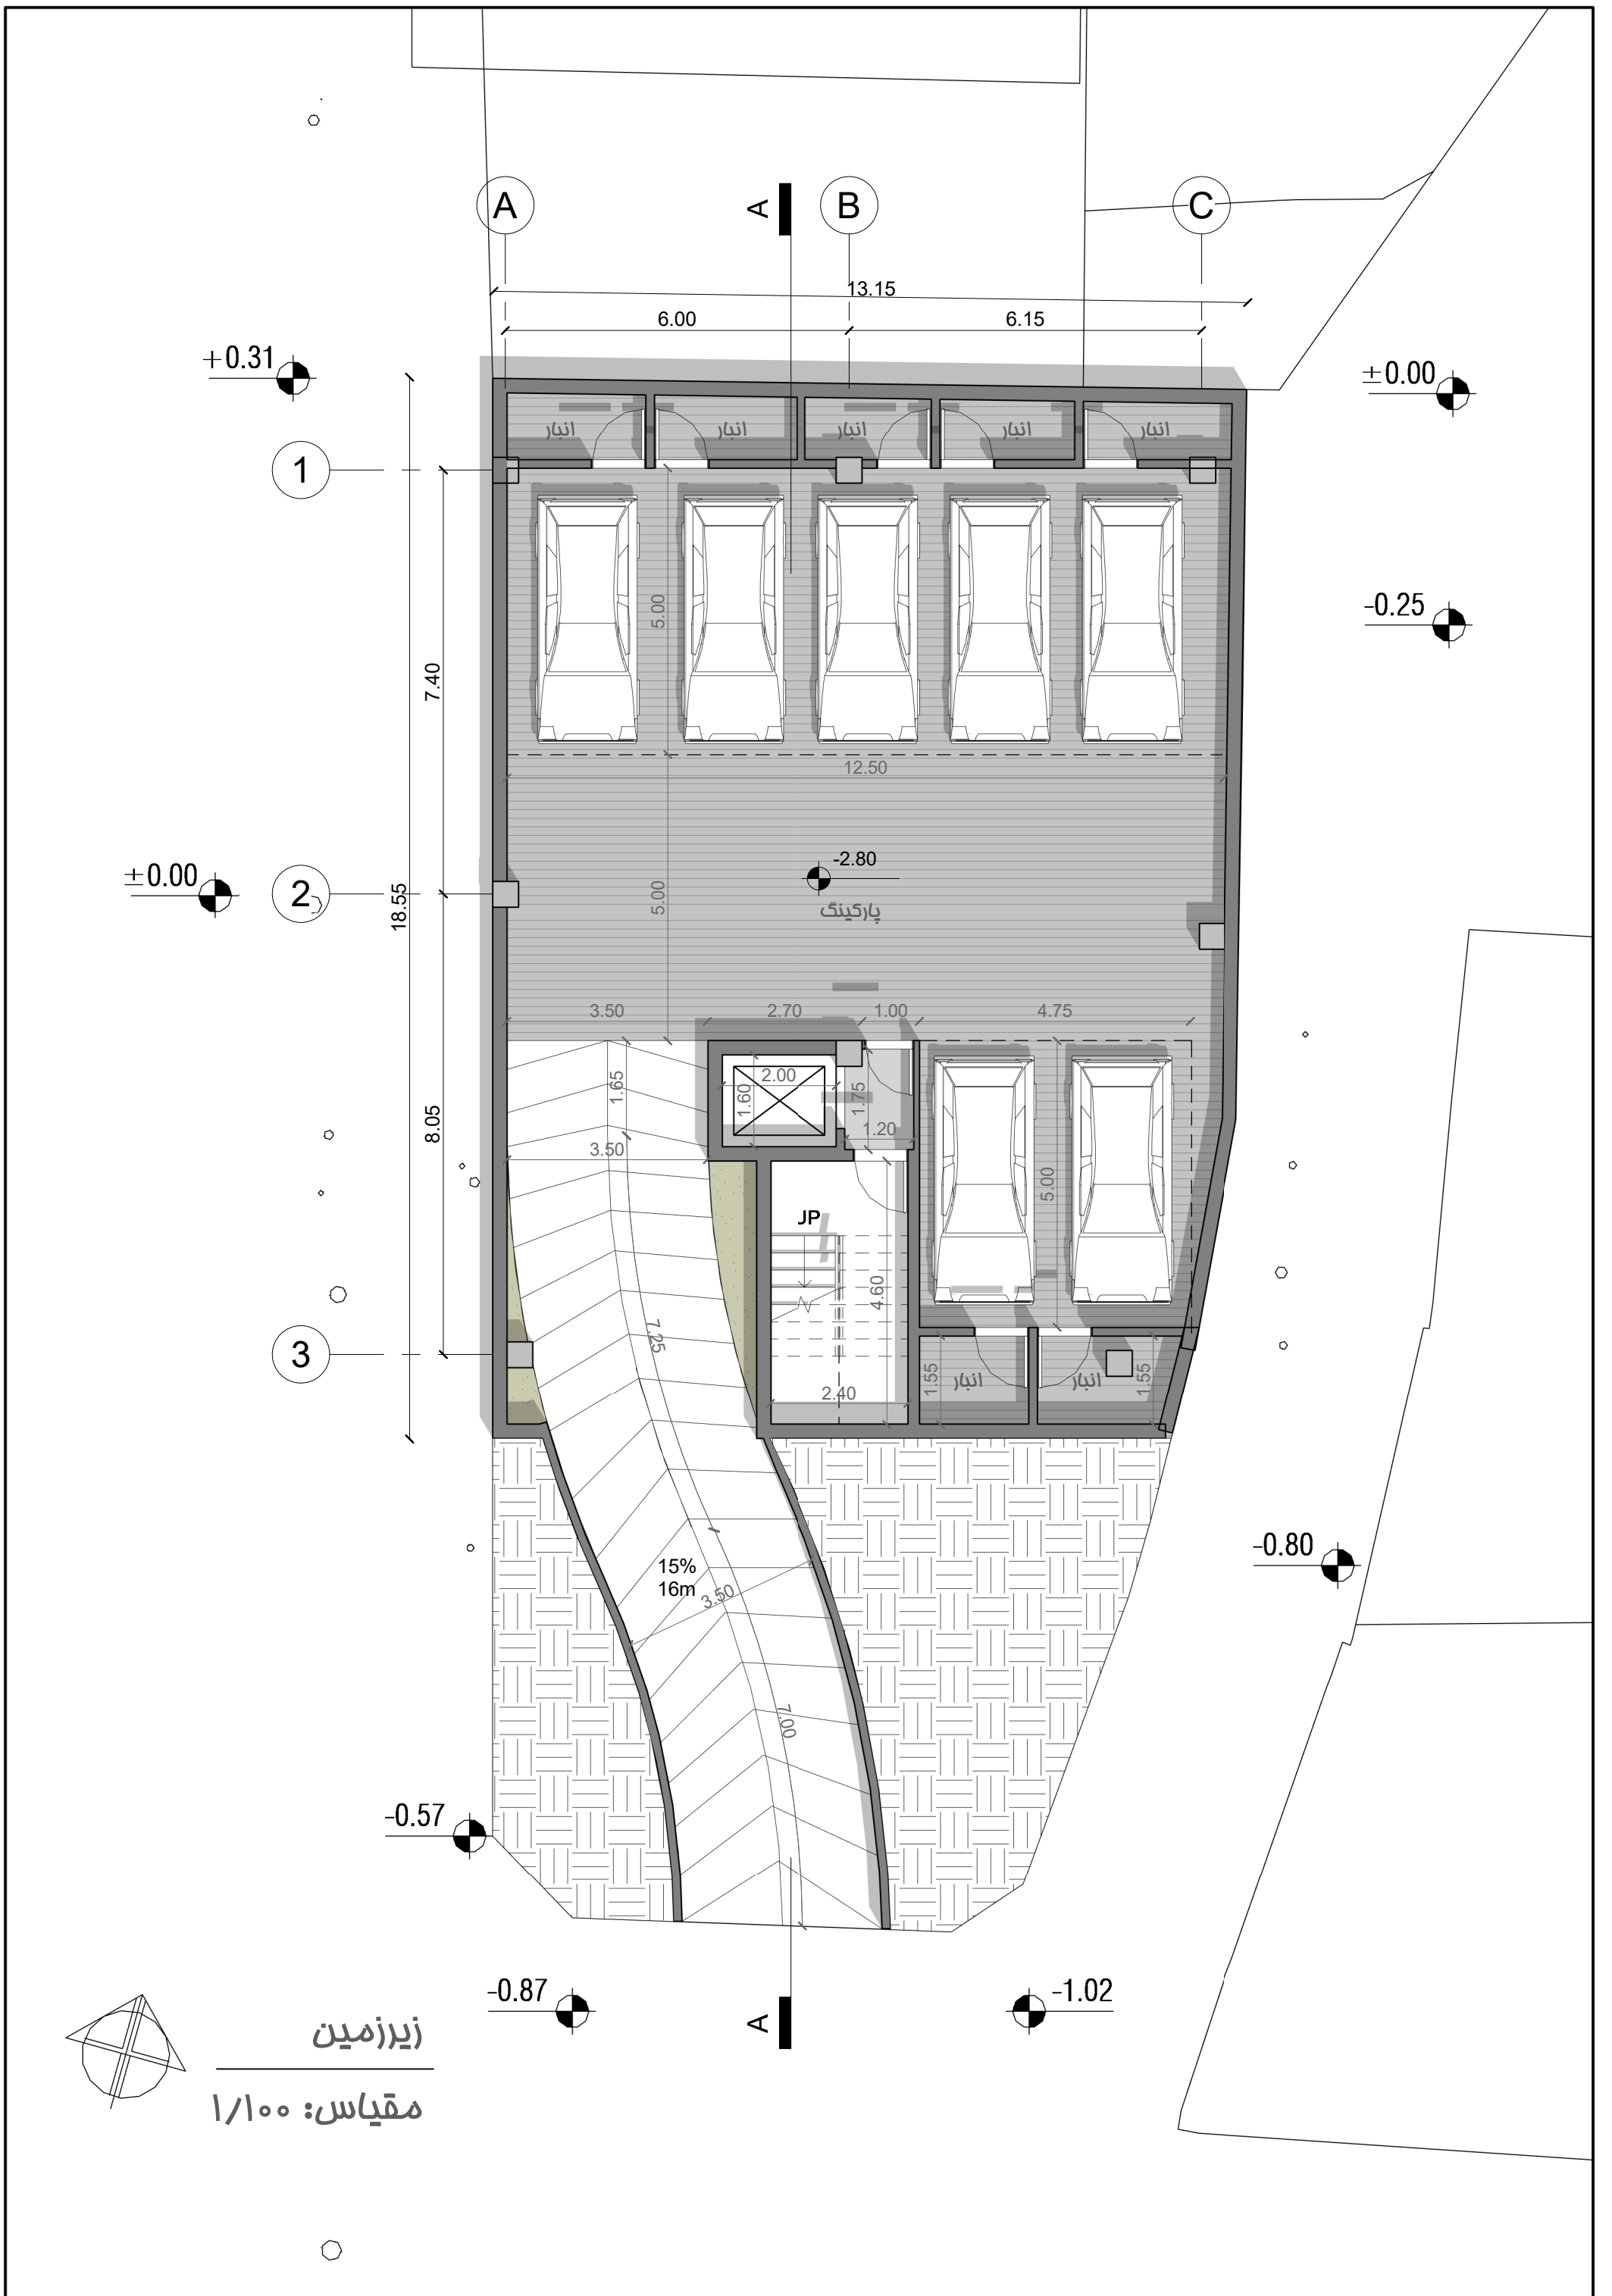 A
A
B
C
13.15
6.00
6.15
+0.31
±0.00
1
انبار
انبار
انبار
انبار
انبار
5.00
-0.25
7.40
12.50
-2.80
±0.00
2
18.55
5.00
پارکینگ
3.50
2.70
1.00
4.75
1.65
1.60
2.00
1.75
8.05
3.50
1.20
5.00
JP
4.60
7.25
3
1.55
انبار
انبار
1.55
2.40
15%
16m
3.50
-0.80
7.00
-0.57
-0.87
A
-1.02
زیرزمین
مقیاس: ۱/۱۰۰